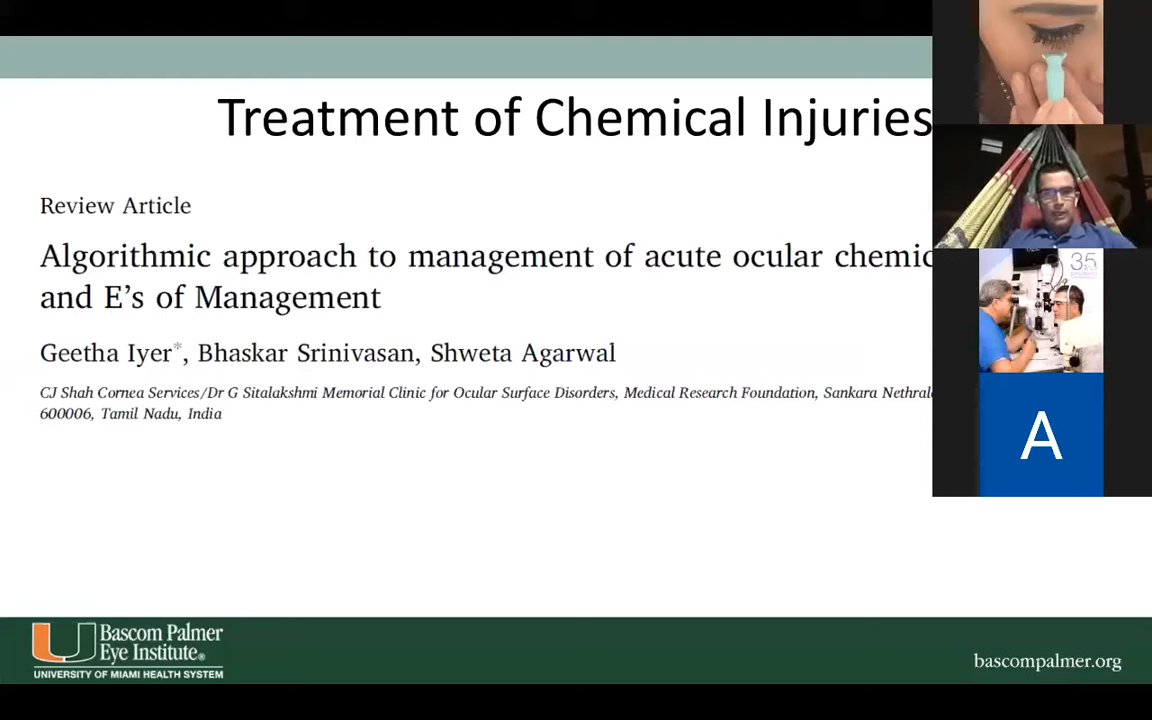 Treatment of Chemical Injuries
Review Article
Algorithmic approach to management of acute ocular chemic
and E's of Management
Geetha Iyer*, Bhaskar Srinivasan, Shweta Agarwal
CJ Shah Cornea Services/Dr G Sitalakshmi Memorial Clinic for Ocular Surface Disorders, Medical Research Foundation, Sankara Nethral
600006, Tamil Nadu, India
35
A
U
Bascom Palmer
Eye Institute®
UNIVERSITY OF MIAMI HEALTH SYSTEM
bascompalmer.org